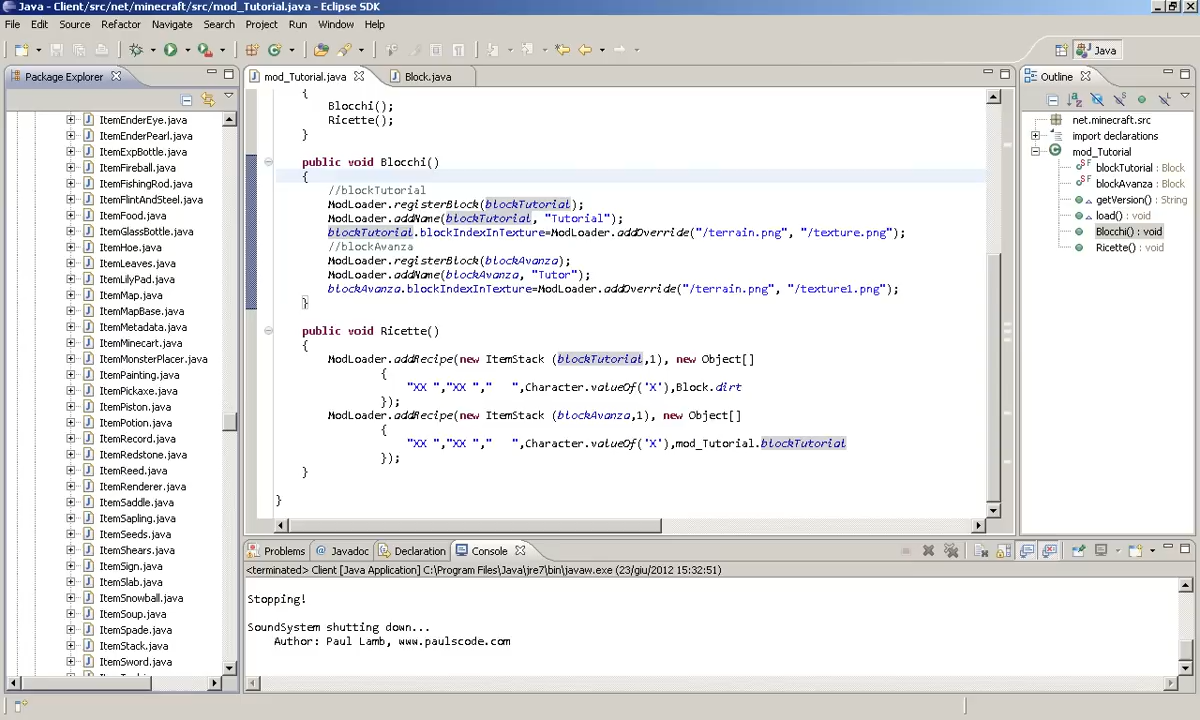 Java - Client/src/net/minecraft/src/mod_Tutorial.java - Eclipse SDK
File Edit Source Refactor Navigate Search Project Run Window Help
Java
Package Explorer
ItemEnderEye.java
ItemEnderPearl.java
ItemExpBottle.java
ItemFireball.java
ItemFishingRod.java
ItemFlintAndSteel.java
ItemFood.java
ItemGlassBottle.java
ItemHoe.java
ItemLeaves.java
ItemLilyPad.java
ItemMap.java
ItemMapBase.java
ItemMetadata.java
ItemMinecart.java
ItemMonsterPlacer.java
ItemPainting.java
ItemPickaxe.java
ItemPiston.java
ItemPotion.java
ItemRecord.java
ItemRedstone.java
ItemReed.java
ItemRenderer.java
ItemSaddle.java
ItemSapling.java
ItemSeeds.java
ItemShears.java
ItemSign.java
ItemSlab.java
ItemSnowball.java
ItemSoup.java
ItemSpade.java
ItemStack.java
ItemSword.java
mod_Tutorial.java Block.java
{
Blocchi();
Ricette();
}
public void Blocchi()
{
//blockTutorial
ModLoader.registerBlock(blockTutorial);
ModLoader.addName(blockTutorial, "Tutorial");
blockTutorial.blockIndexInTexture=ModLoader.addOverride("/terrain.png", "/texture.png");
//blockAvanza
ModLoader.registerBlock(blockAvanza);
ModLoader.addName(blockAvanza, "Tutor");
blockAvanza.blockIndexInTexture=ModLoader.addOverride("/terrain.png", "/texture1.png");
}
public void Ricette()
{
ModLoader.addRecipe(new ItemStack (blockTutorial,1), new Object[]
{
"XX ","XX ","   ",Character.valueOf('X'),Block.dirt
});
ModLoader.addRecipe(new ItemStack (blockAvanza,1), new Object[]
{
"XX ","XX ","   ",Character.valueOf('X'),mod_Tutorial.blockTutorial
});
}
}
Outline
net.minecraft.src
import declarations
mod_Tutorial
blockTutorial : Block
blockAvanza : Block
getVersion() : String
load() : void
Blocchi() : void
Ricette() : void
Problems @ Javadoc Declaration Console
<terminated> Client [Java Application] C:\Program Files\Java\jre7\bin\javaw.exe (23/giu/2012 15:32:51)
Stopping!
SoundSystem shutting down...
Author: Paul Lamb, www.paulscode.com